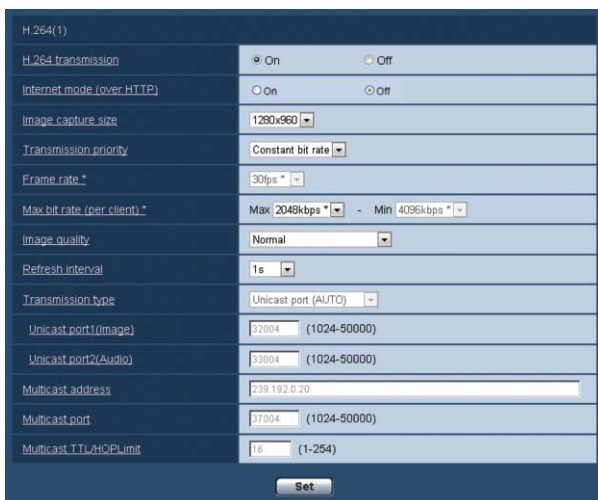 H.264(1)
H.264 transmission On Off
Internet mode (over HTTP) On Off
Image capture size 1280x960
Transmission priority Constant bit rate
Frame rate * 30fps *
Max bit rate (per client) * Max 2048kbps * - Min 4096kbps *
Image quality Normal
Refresh interval 1s
Transmission type Unicast port (AUTO)
Unicast port1(Image) 32004 (1024-50000)
Unicast port2(Audio) 33004 (1024-50000)
Multicast address 239.192.0.20
Multicast port 37004 (1024-50000)
Multicast TTL/HOPLimit 16 (1-254)
Set